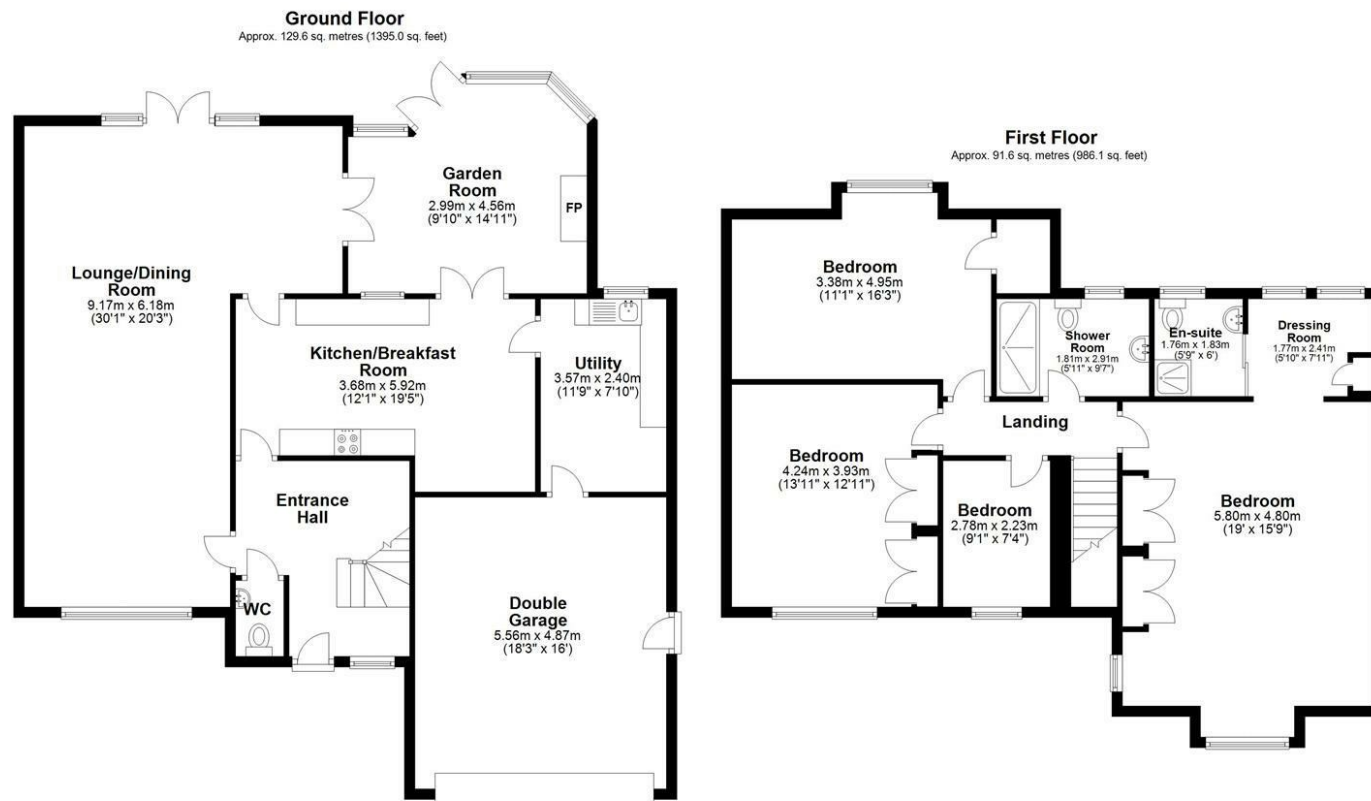 Ground Floor
Approx. 129.6 sq. metres (1395.0 sq. feet)
Garden
Room
2.99m x 4.56m
(9'10" x 14'11")
FP
Lounge/Dining
Room
9.17m x 6.18m
(30'1" x 20'3")
Kitchen/Breakfast
Room
3.68m x 5.92m
(12'1" x 19'5")
Utility
3.57m x 2.40m
(11'9" x 7'10")
Entrance
Hall
WC
Double
Garage
5.56m x 4.87m
(18'3" x 16')
First Floor
Approx. 91.6 sq. metres (986.1 sq. feet)
Bedroom
3.38m x 4.95m
(11'1" x 16'3")
Shower
Room
1.81m x 2.91m
(5'11" x 9'7")
En-suite
1.76m x 1.83m
(5'9" x 6')
Dressing
Room
1.77m x 2.41m
(5'10" x 7'11")
Landing
Bedroom
4.24m x 3.93m
(13'11" x 12'11")
Bedroom
2.78m x 2.23m
(9'1" x 7'4")
Bedroom
5.80m x 4.80m
(19' x 15'9")